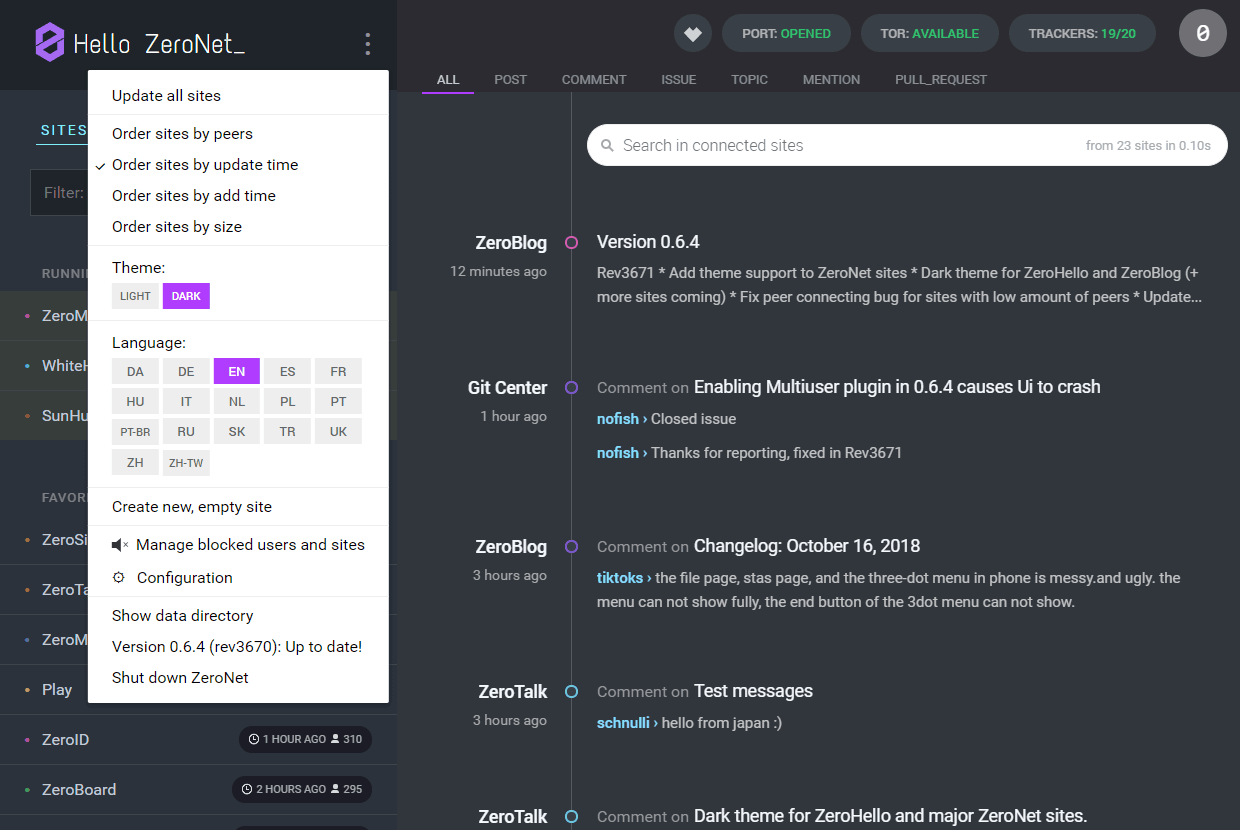 Hello ZeroNet_
PORT: OPENED
TOR: AVAILABLE
TRACKERS: 19/20
0
ALL
POST
COMMENT
ISSUE
TOPIC
MENTION
PULL_REQUEST
SITES
Filter:
Update all sites
Order sites by peers
Order sites by update time
Order sites by add time
Order sites by size
Theme:
LIGHT DARK
Language:
DA DE EN ES FR
HU IT NL PL PT
PT-BR RU SK TR UK
ZH ZH-TW
Create new, empty site
Manage blocked users and sites
Configuration
Show data directory
Version 0.6.4 (rev3670): Up to date!
Shut down ZeroNet
Play
ZeroID
1 HOUR AGO 310
ZeroBoard
2 HOURS AGO 295
Search in connected sites
from 23 sites in 0.10s
ZeroBlog
12 minutes ago
Version 0.6.4
Rev3671 * Add theme support to ZeroNet sites * Dark theme for ZeroHello and ZeroBlog (+
more sites coming) * Fix peer connecting bug for sites with low amount of peers * Update...
Git Center
1 hour ago
Comment on Enabling Multiuser plugin in 0.6.4 causes Ui to crash
nofish › Closed issue
nofish › Thanks for reporting, fixed in Rev3671
ZeroBlog
3 hours ago
Comment on Changelog: October 16, 2018
tiktoks › the file page, stas page, and the three-dot menu in phone is messy.and ugly. the
menu can not show fully, the end button of the 3dot menu can not show.
ZeroTalk
3 hours ago
Comment on Test messages
schnulli › hello from japan :)
ZeroTalk
Comment on Dark theme for ZeroHello and major ZeroNet sites.